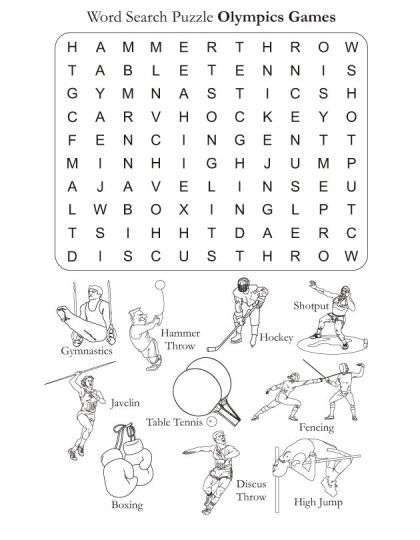 Word Search Puzzle Olympics Games
H A M M E R T H R O W
T A B L E T E N N I S
G Y M N A S T I C S H
C A R V H O C K E Y O
F E N C I N G E N T T
M I N H I G H J U M P
A J A V E L I N S E U
L W B O X I N G L P T
T S I H H T D A E R C
D I S C U S T H R O W
Gymnastics
Hammer
Throw
Hockey
Shotput
Javelin
Table Tennis
Fencing
Boxing
Discus
Throw
High Jump